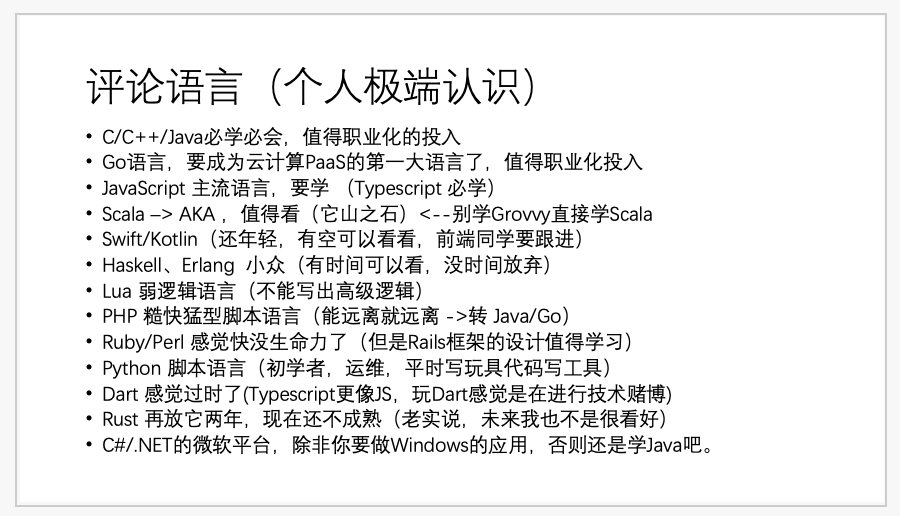 评论语言（个人极端认识）
• C/C++/Java必学必会，值得职业化的投入
• Go语言，要成为云计算PaaS的第一大语言了，值得职业化投入
• JavaScript 主流语言，要学 （Typescript 必学）
• Scala –> AKA ，值得看（它山之石）<--别学Grovvy直接学Scala
• Swift/Kotlin（还年轻，有空可以看看，前端同学要跟进）
• Haskell、Erlang 小众（有时间可以看，没时间放弃）
• Lua 弱逻辑语言（不能写出高级逻辑）
• PHP 糙快猛型脚本语言（能远离就远离 ->转 Java/Go）
• Ruby/Perl 感觉快没生命力了（但是Rails框架的设计值得学习）
• Python 脚本语言（初学者，运维，平时写玩具代码写工具）
• Dart 感觉过时了(Typescript更像JS，玩Dart感觉是在进行技术赌博)
• Rust 再放它两年，现在还不成熟（老实说，未来我也不是很看好）
• C#/.NET的微软平台，除非你要做Windows的应用，否则还是学Java吧。